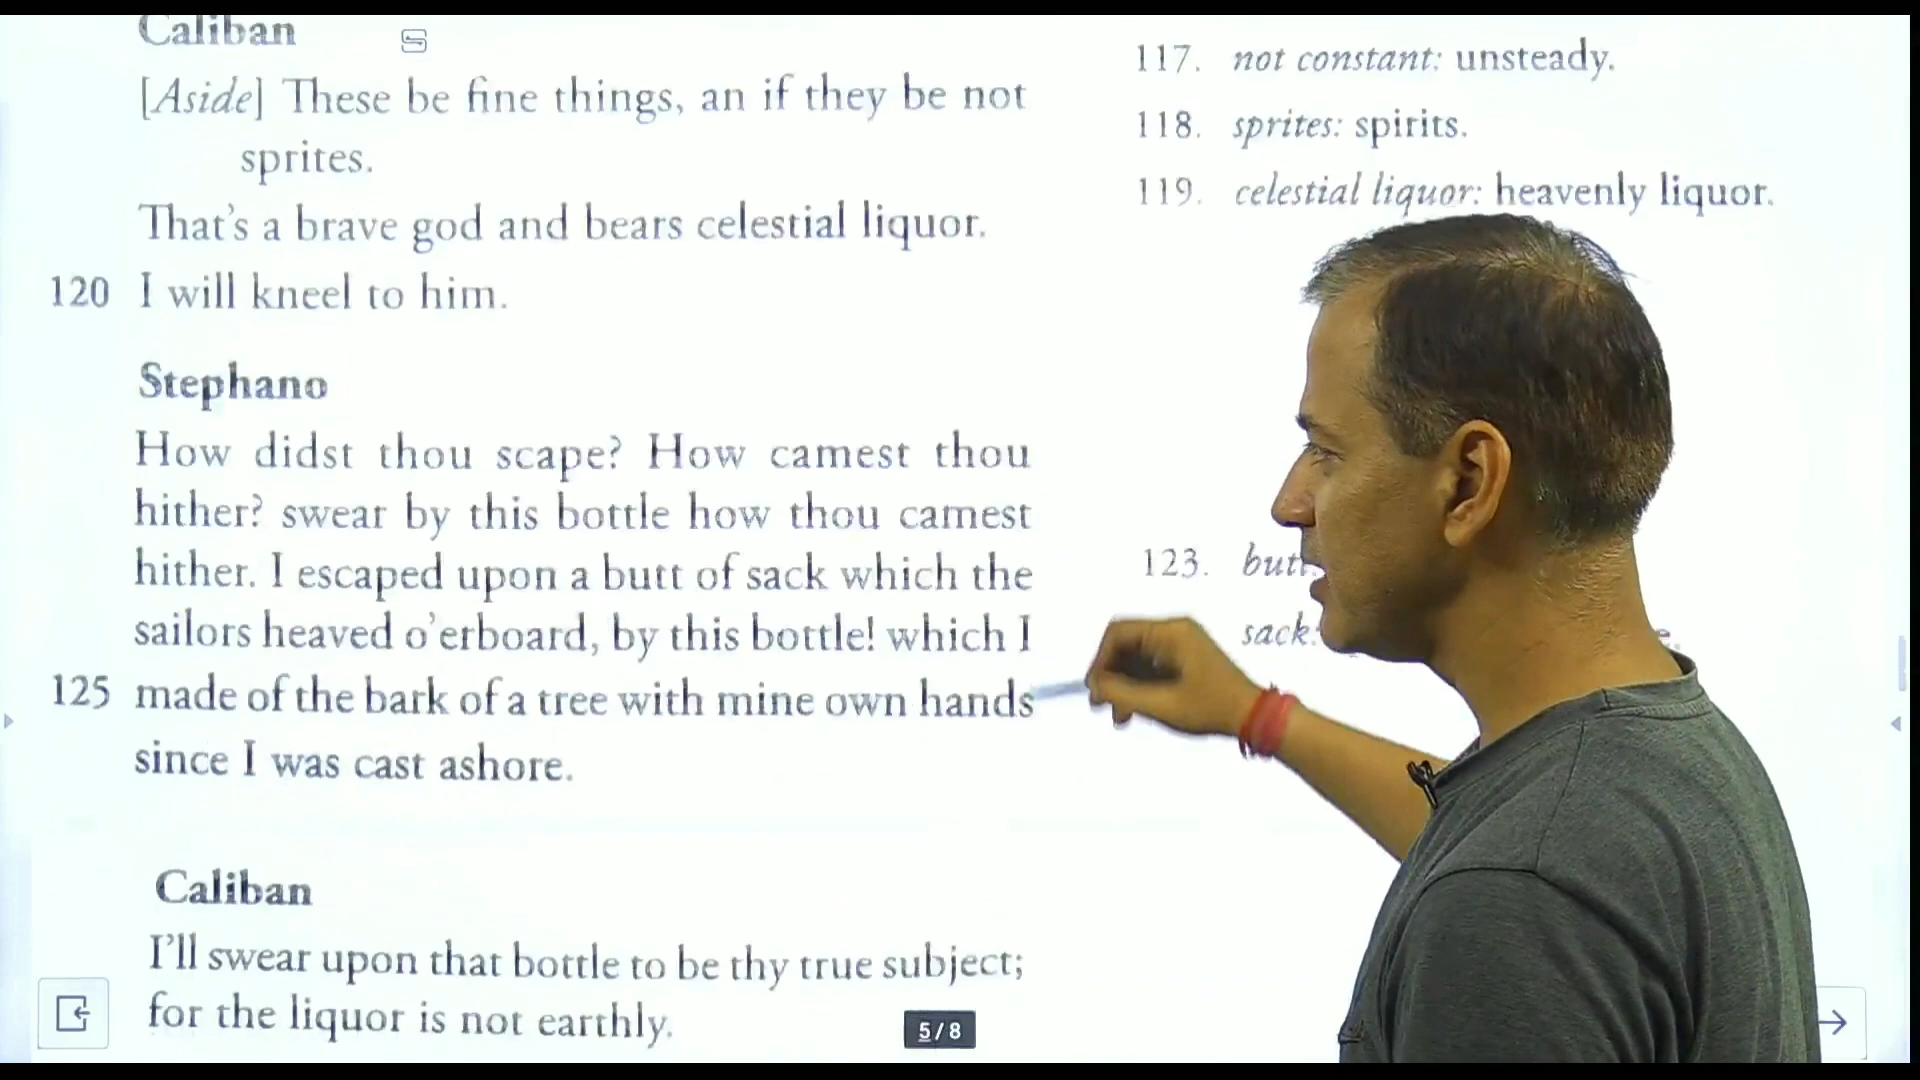 Caliban
[Aside] These be fine things, an if they be not
sprites.
That's a brave god and bears celestial liquor.
120 I will kneel to him.
Stephano
How didst thou scape? How camest thou
hither? swear by this bottle how thou camest
hither. I escaped upon a butt of sack which the
sailors heaved o'erboard, by this bottle! which I
125 made of the bark of a tree with mine own hands
since I was cast ashore.
Caliban
I'll swear upon that bottle to be thy true subject;
for the liquor is not earthly.
117. not constant: unsteady.
118. sprites: spirits.
119. celestial liquor: heavenly liquor.
123. butt
sack:
5/8